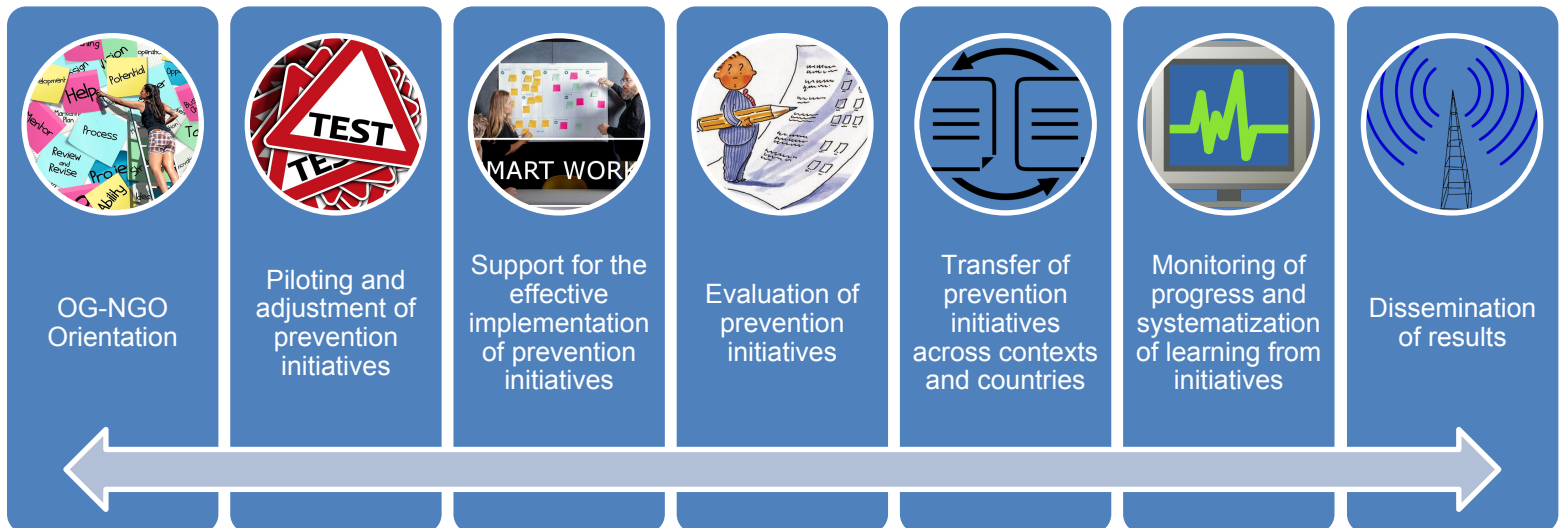 Potential
Help
Process
Review
and
Revise
Ability
TEST
MART WORK
OG-NGO
Orientation
Piloting and
adjustment of
prevention
initiatives
Support for the
effective
implementation
of prevention
initiatives
Evaluation of
prevention
initiatives
Transfer of
prevention
initiatives
across contexts
and countries
Monitoring of
progress and
systematization
of learning from
initiatives
Dissemination
of results